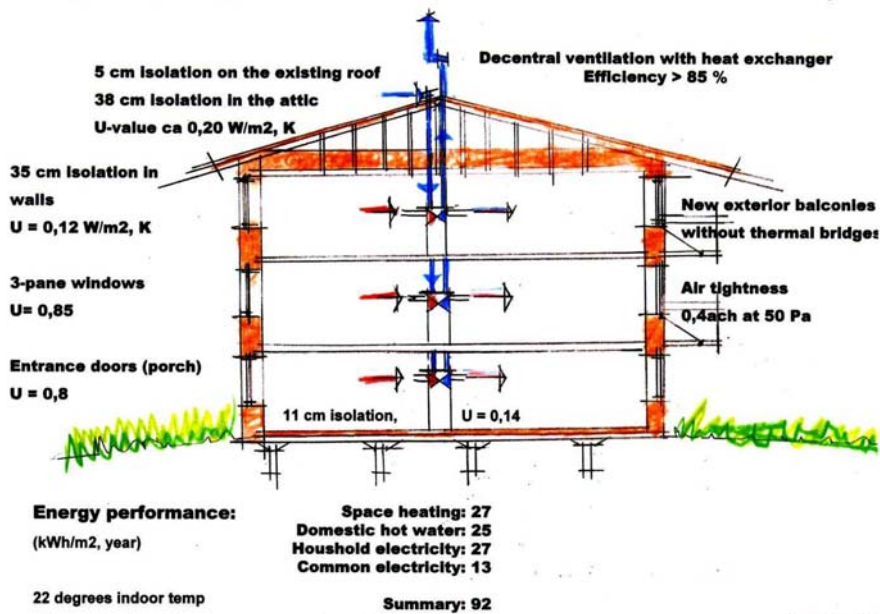 5 cm isolation on the existing roof
38 cm isolation in the attic
U-value ca 0,20 W/m2, K
Decentral ventilation with heat exchanger
Efficiency > 85 %
35 cm isolation in
walls
U = 0,12 W/m2, K
3-pane windows
U= 0,85
Entrance doors (porch)
U = 0,8
New exterior balconies
without thermal bridges
Air tightness
0,4ach at 50 Pa
11 cm isolation, U = 0,14
Energy performance:
(kWh/m2, year)
22 degrees indoor temp
Space heating: 27
Domestic hot water: 25
Houshold electricity: 27
Common electricity: 13
Summary: 92